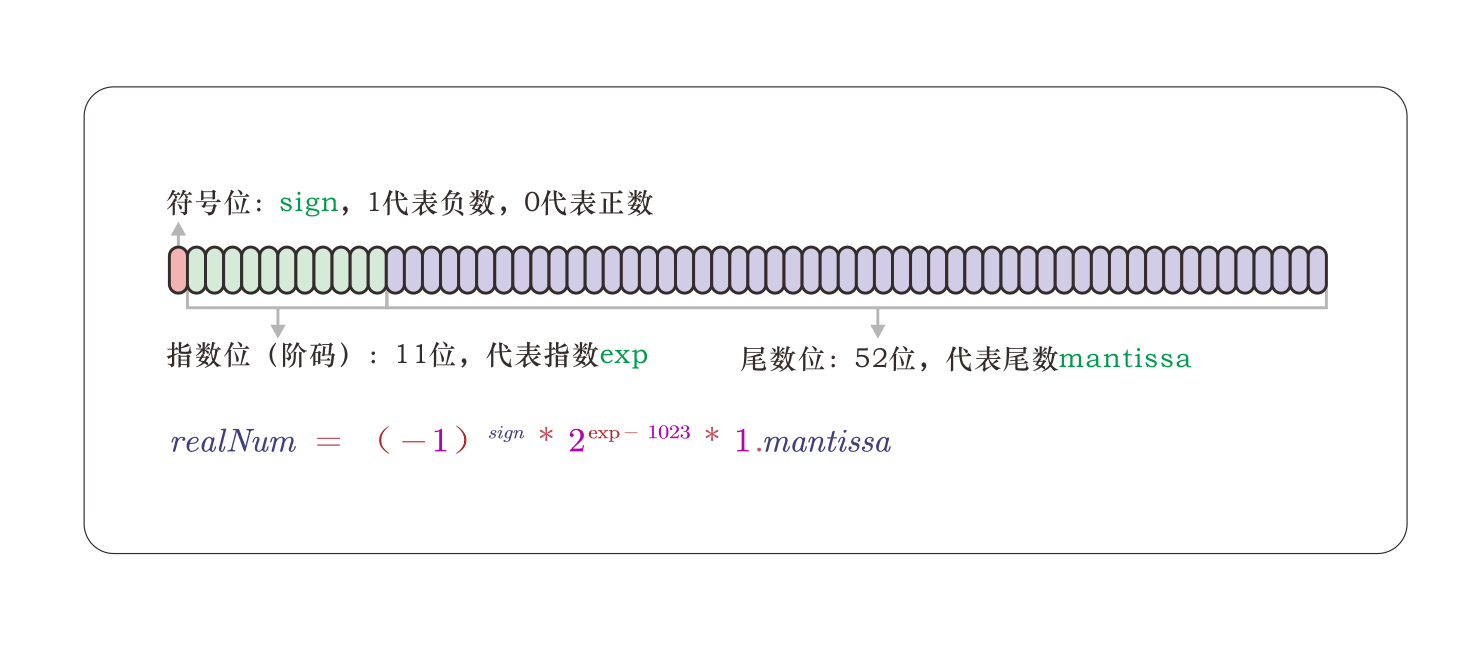 符号位：sign，1代表负数，0代表正数
指数位（阶码）：11位，代表指数exp
尾数位：52位，代表尾数mantissa
realNum = （−1）^sign * 2^exp− 1023 * 1.mantissa